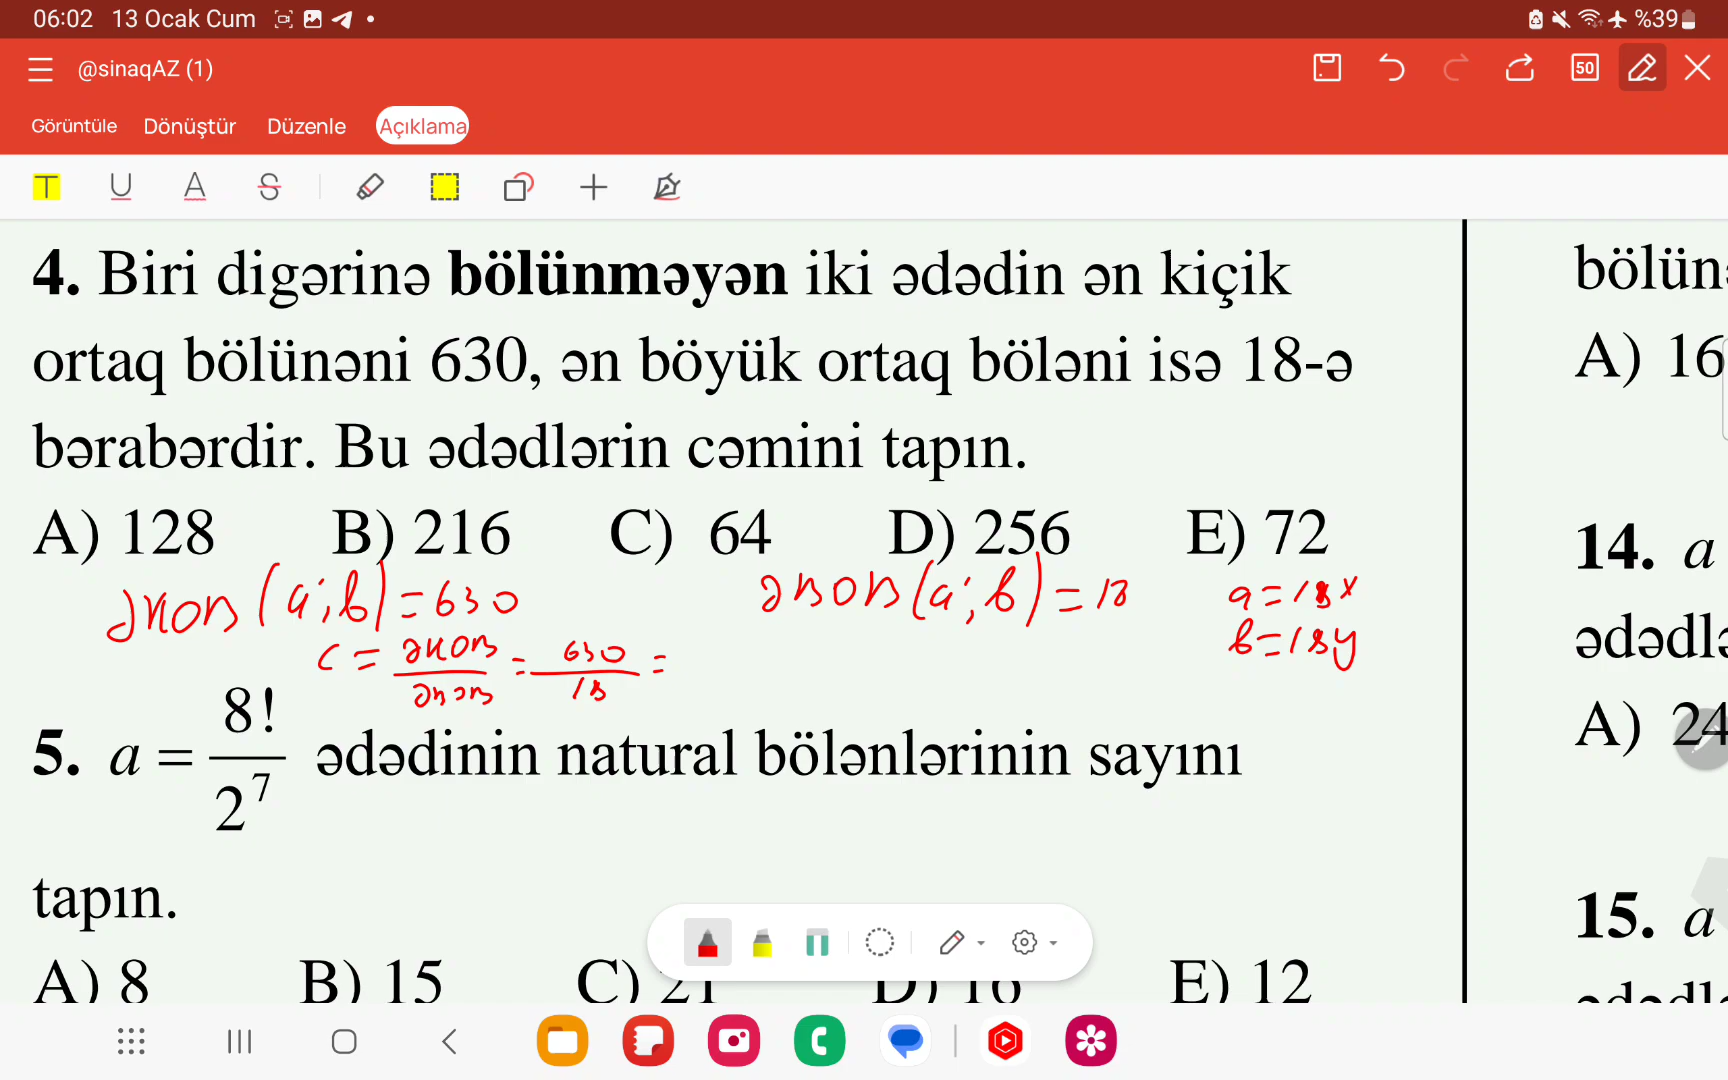 06:02 13 Ocak Cum
%39
@sinaqAZ (1)
50
Görüntüle Dönüştür Düzenle Açıklama
T U A S
4. Biri digərinə bölünməyən iki ədədin ən kiçik
ortaq bölünəni 630, ən böyük ortaq böləni isə 18-ə
bərabərdir. Bu ədədlərin cəmini tapın.
A) 128 B) 216 C) 64 D) 256 E) 72
ƏKOB (a;b) = 630 ƏBOB (a;b) = 18 a = 18x
b = 18y
c = ƏKOB / ƏBOB = 630 / 18 =
5. a = 8! / 2^7 ədədinin natural bölənlərinin sayını
tapın.
A) 8 B) 15 C) 21 D) 16 E) 12
bölün
A) 16
14. a
ədədl
A) 24
15. a